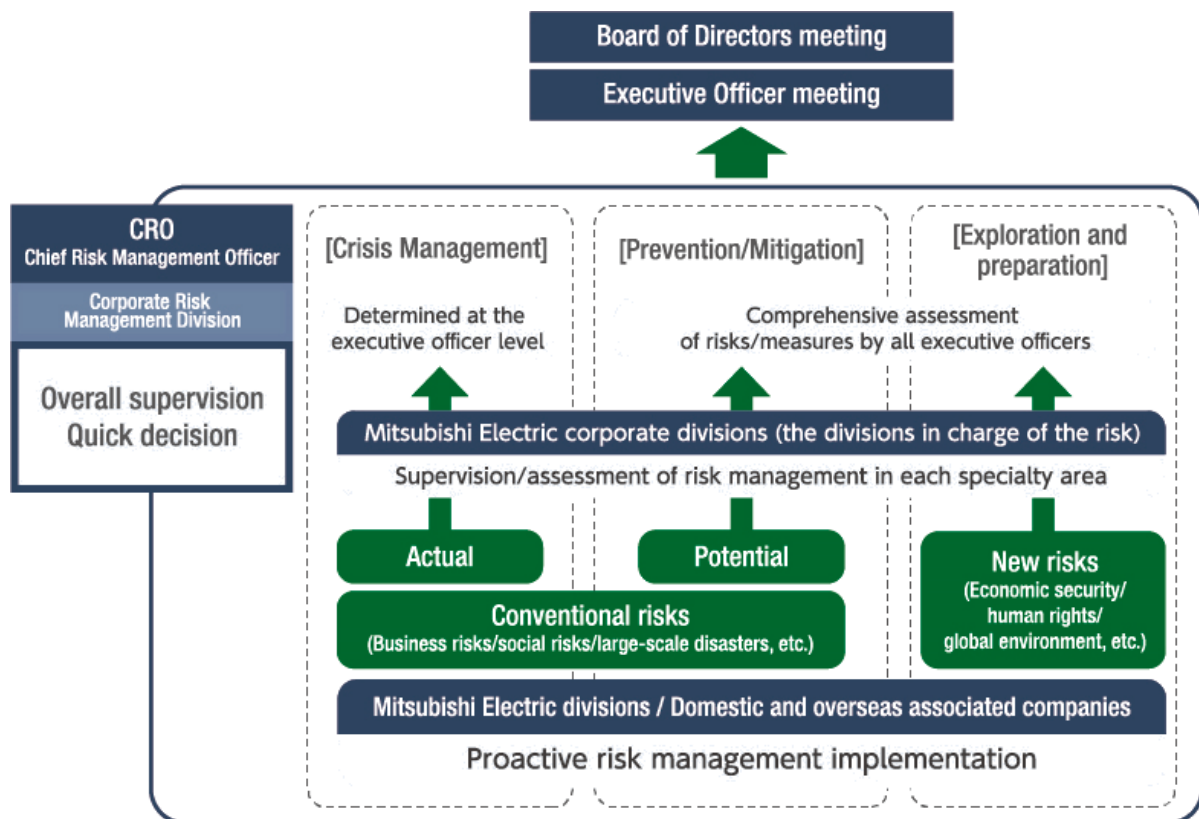 Board of Directors meeting
Executive Officer meeting
CRO
Chief Risk Management Officer
Corporate Risk
Management Division
Overall supervision
Quick decision
[Crisis Management]
[Prevention/Mitigation]
[Exploration and
preparation]
Determined at the
executive officer level
Comprehensive assessment
of risks/measures by all executive officers
Mitsubishi Electric corporate divisions (the divisions in charge of the risk)
Supervision/assessment of risk management in each specialty area
Actual
Potential
Conventional risks
(Business risks/social risks/large-scale disasters, etc.)
New risks
(Economic security/
human rights/
global environment, etc.)
Mitsubishi Electric divisions / Domestic and overseas associated companies
Proactive risk management implementation